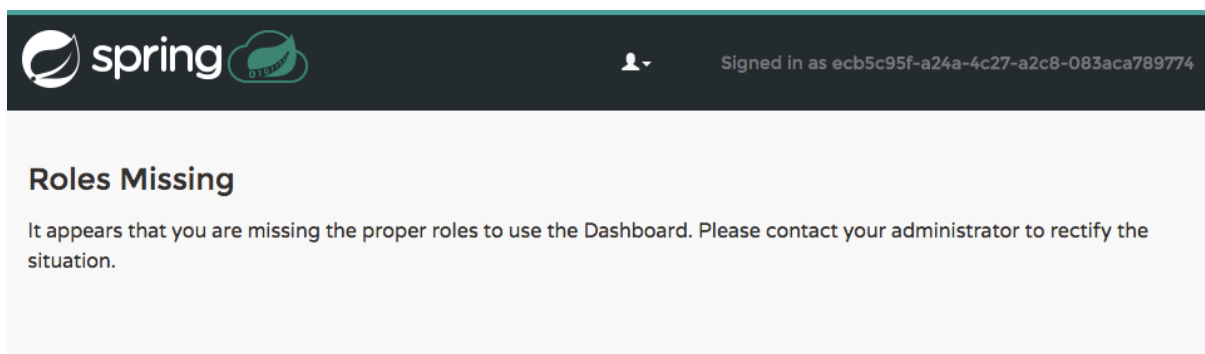 spring
Signed in as ecb5c95f-a24a-4c27-a2c8-083aca789774
Roles Missing
It appears that you are missing the proper roles to use the Dashboard. Please contact your administrator to rectify the
situation.